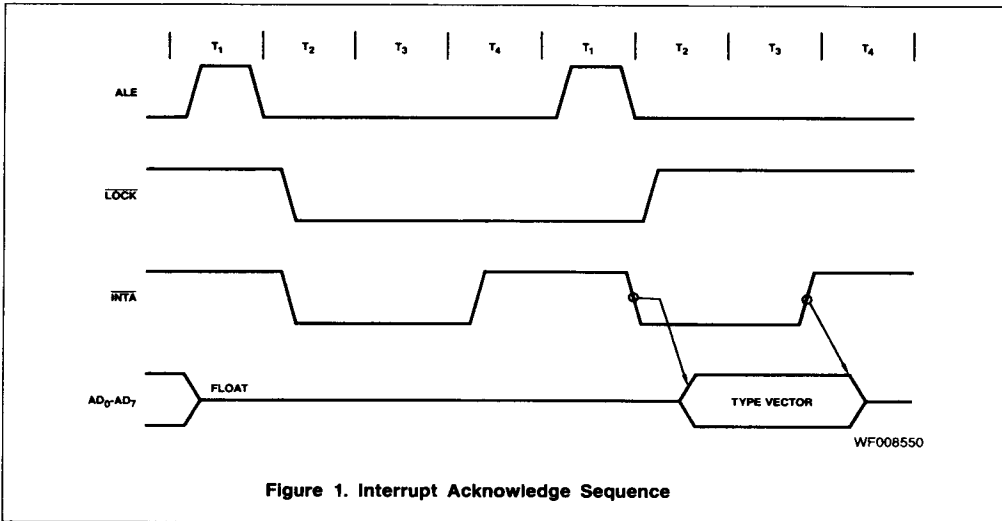 T₁ T₂ T₃ T₄ T₁ T₂ T₃ T₄
ALE
LOCK
INTA
AD₀-AD₇
FLOAT
TYPE VECTOR
WF008550
Figure 1. Interrupt Acknowledge Sequence